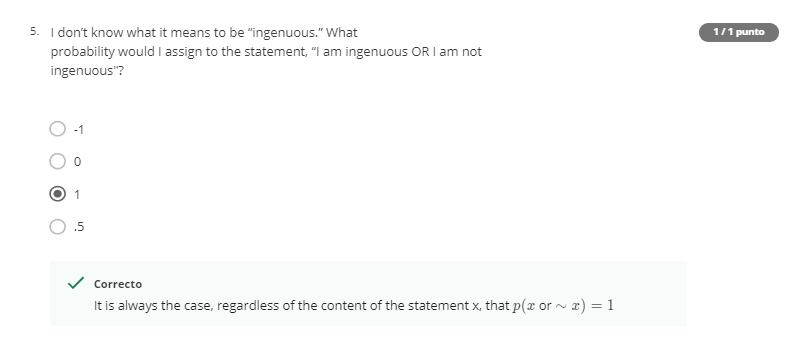 5. I don't know what it means to be "ingenuous." What
1 / 1 punto
probability would I assign to the statement, "I am ingenuous OR I am not
ingenuous"?
-1
0
1
.5
Correcto
It is always the case, regardless of the content of the statement x, that p(x or ∼ x) = 1